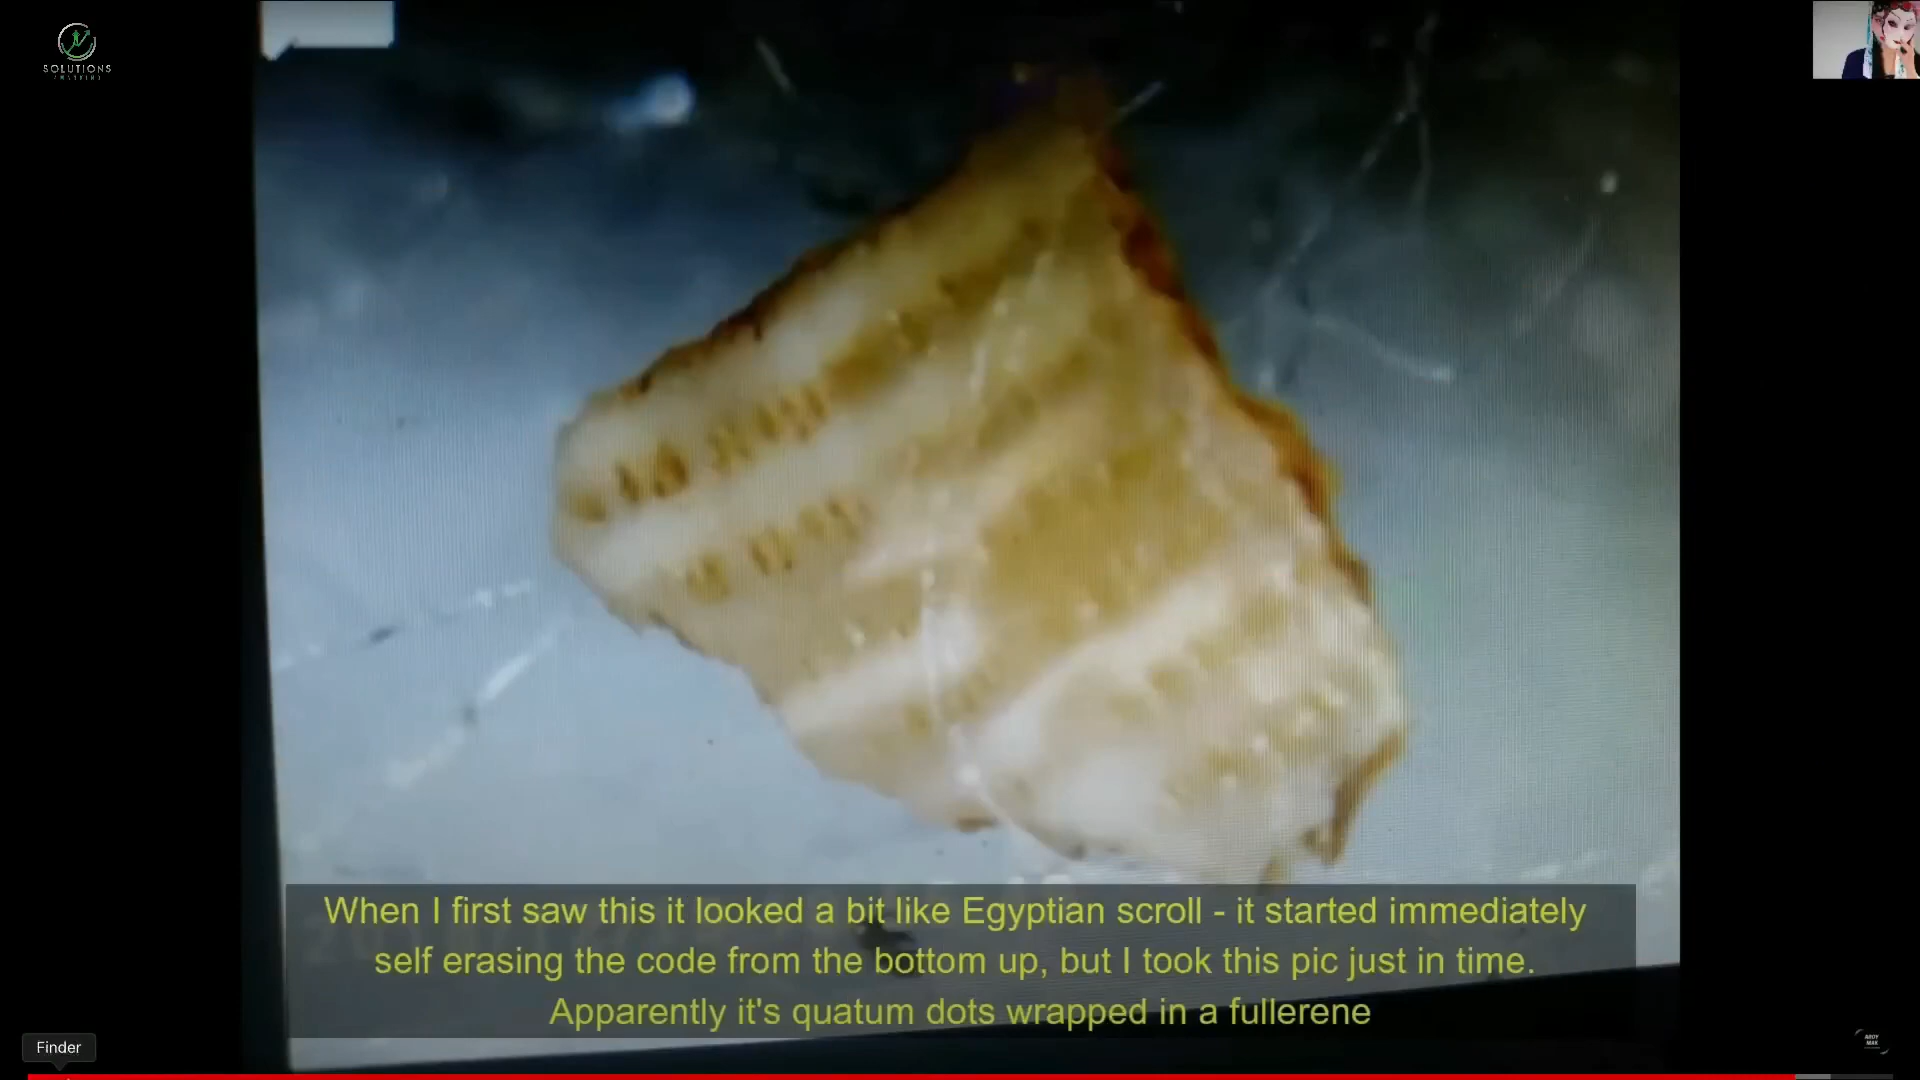 SOLUTIONS
When I first saw this it looked a bit like Egyptian scroll - it started immediately
self erasing the code from the bottom up, but I took this pic just in time.
Apparently it's quatum dots wrapped in a fullerene
Finder